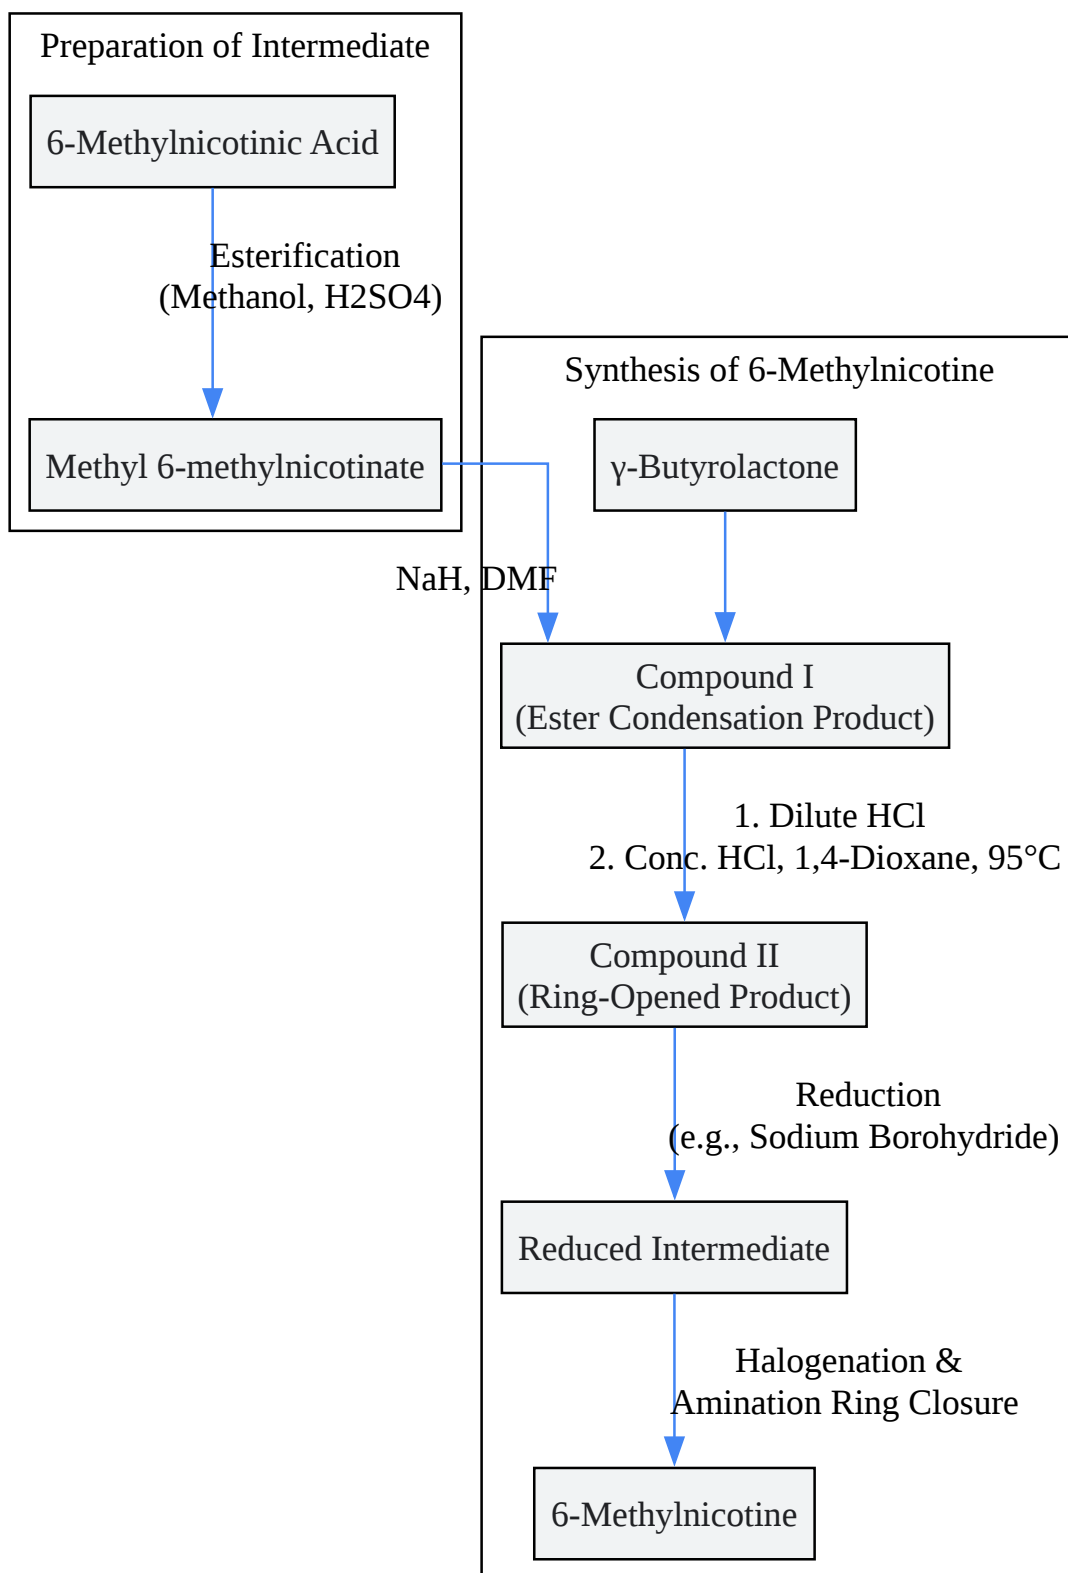 Preparation of Intermediate
6-Methylnicotinic Acid
Esterification
(Methanol, H2SO4)
Methyl 6-methylnicotinate
Synthesis of 6-Methylnicotine
γ-Butyrolactone
NaH, DMF
Compound I
(Ester Condensation Product)
1. Dilute HCl
2. Conc. HCl, 1,4-Dioxane, 95°C
Compound II
(Ring-Opened Product)
Reduction
(e.g., Sodium Borohydride)
Reduced Intermediate
Halogenation &
Amination Ring Closure
6-Methylnicotine